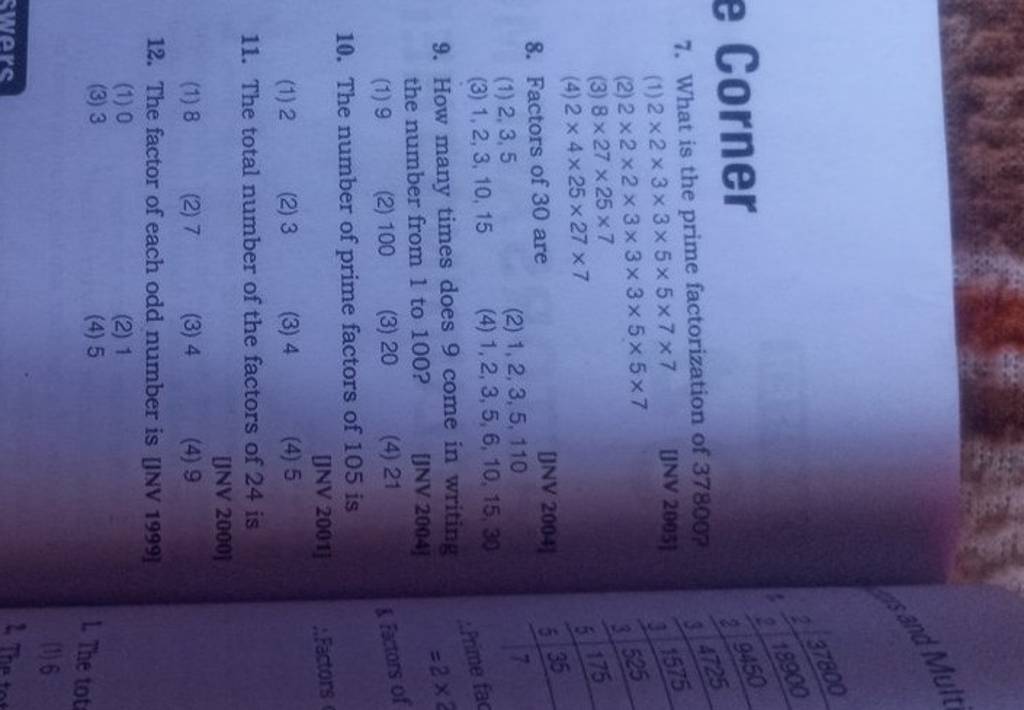 e Corner
7. What is the prime factorization of 37800?
[JNV 2005]
(1) 2 × 2 × 3 × 3 × 5 × 5 × 7 × 7
(2) 2 × 2 × 2 × 3 × 3 × 3 × 5 × 5 × 7
(3) 8 × 27 × 25 × 7
(4) 2 × 4 × 25 × 27 × 7
8. Factors of 30 are [JNV 2004]
(1) 2, 3, 5 (2) 1, 2, 3, 5, 110
(3) 1, 2, 3, 10, 15 (4) 1, 2, 3, 5, 6, 10, 15, 30
9. How many times does 9 come in writing
the number from 1 to 100? [JNV 2004]
(1) 9 (2) 100 (3) 20 (4) 21
10. The number of prime factors of 105 is
[JNV 2001]
(1) 2 (2) 3 (3) 4 (4) 5
11. The total number of the factors of 24 is
[JNV 2000]
(1) 8 (2) 7 (3) 4 (4) 9
12. The factor of each odd number is [JNV 1999]
(1) 0 (2) 1
(3) 3 (4) 5
swers
and Multi
2 37800
2 18900
2 9450
3 4725
3 1575
3 525
5 175
5 35
7
∴Prime fac
= 2 × 2
8. Factors of
∴Factors
1. The tot
(1) 6
2. The to